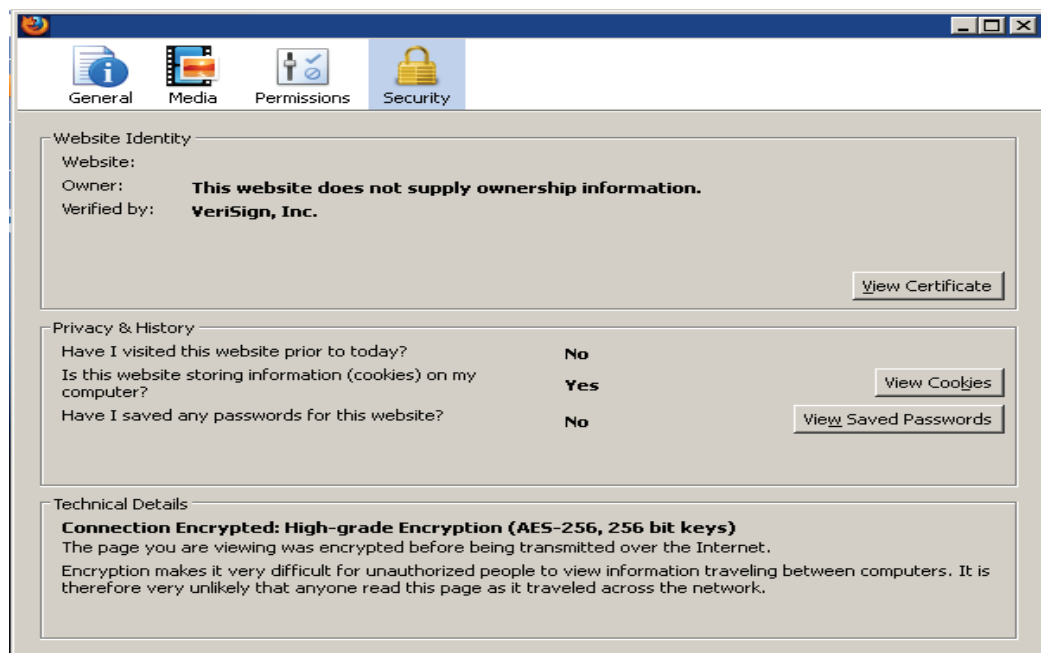 General Media Permissions Security
Website Identity
Website:
Owner: This website does not supply ownership information.
Verified by: VeriSign, Inc.
View Certificate
Privacy & History
Have I visited this website prior to today? No
Is this website storing information (cookies) on my
computer? Yes View Cookies
Have I saved any passwords for this website? No View Saved Passwords
Technical Details
Connection Encrypted: High-grade Encryption (AES-256, 256 bit keys)
The page you are viewing was encrypted before being transmitted over the Internet.
Encryption makes it very difficult for unauthorized people to view information traveling between computers. It is
therefore very unlikely that anyone read this page as it traveled across the network.